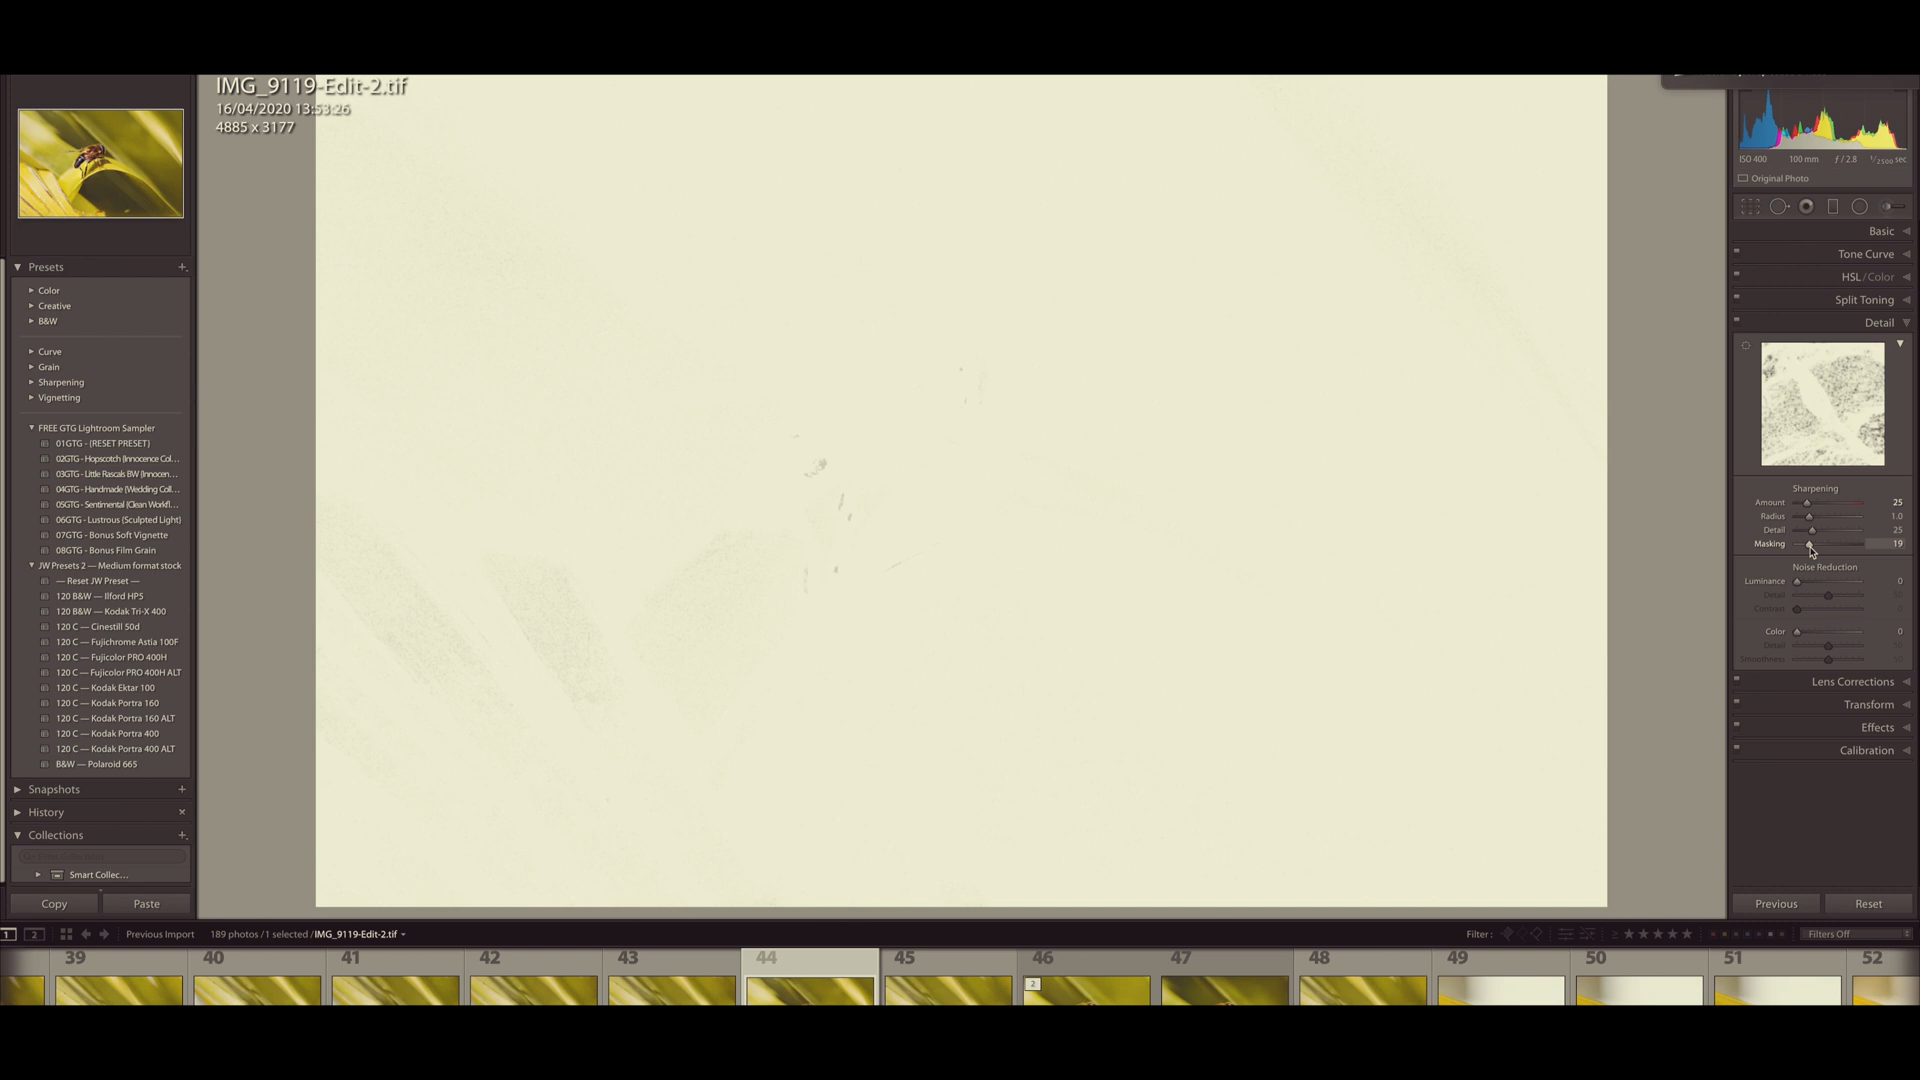 IMG_9119-Edit-2.tif
16/04/2020 13:53:26
4885 x 3177
Presets
Color
Creative
B&W
Curve
Grain
Sharpening
Vignetting
FREE GTG Lightroom Sampler
01GTG - (RESET PRESET)
02GTG - Hopscotch (Innocence Col...
03GTG - Little Rascals BW (Innocen...
04GTG - Handmade (Wedding Coll...
05GTG - Sentimental (Clean Workfl...
06GTG - Lustrous (Sculpted Light)
07GTG - Bonus Soft Vignette
08GTG - Bonus Film Grain
JW Presets 2 — Medium format stock
— Reset JW Preset —
120 B&W — Ilford HP5
120 B&W — Kodak Tri-X 400
120 C — Cinestill 50d
120 C — Fujichrome Astia 100F
120 C — Fujicolor PRO 400H
120 C — Fujicolor PRO 400H ALT
120 C — Kodak Ektar 100
120 C — Kodak Portra 160
120 C — Kodak Portra 160 ALT
120 C — Kodak Portra 400
120 C — Kodak Portra 400 ALT
B&W — Polaroid 665
Snapshots
History
Collections
Smart Collec...
Copy Paste
ISO 400 100 mm ƒ / 2.8 1/2500 sec
Original Photo
Basic
Tone Curve
HSL / Color
Split Toning
Detail
Sharpening
Amount 25
Radius 1.0
Detail 25
Masking 19
Noise Reduction
Luminance 0
Detail 50
Contrast 0
Color 0
Detail 50
Smoothness 50
Lens Corrections
Transform
Effects
Calibration
Previous Reset
1 2 Previous Import 189 photos / 1 selected / IMG_9119-Edit-2.tif Filter : Filters Off
39 40 41 42 43 44 45 46 47 48 49 50 51 52
2